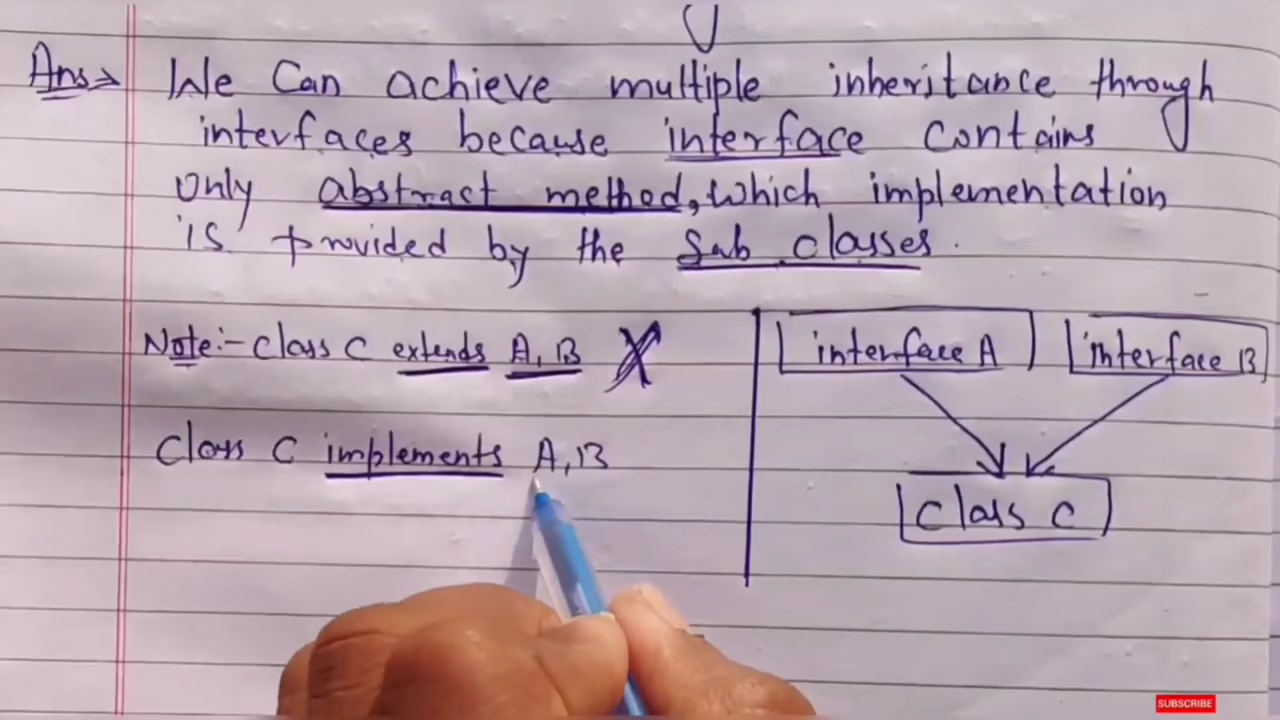 Ans→ We Can achieve multiple inheritance through
interfaces because interface contains
only abstract method, which implementation
is provided by the Sub classes.
Note:- class C extends A, B X
Class C implements A, B
interface A
interface B
class C
SUBSCRIBE